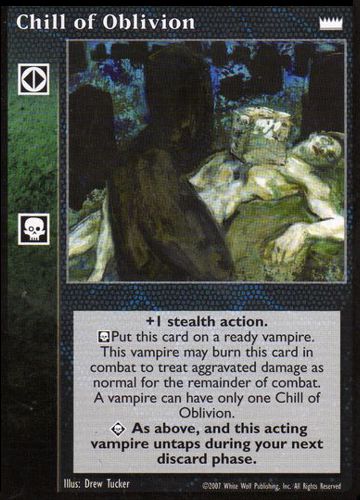 Chill of Oblivion
+1 stealth action.
Put this card on a ready vampire.
This vampire may burn this card in
combat to treat aggravated damage as
normal for the remainder of combat.
A vampire can have only one Chill of
Oblivion.
As above, and this acting
vampire untaps during your next
discard phase.
Illus: Drew Tucker
©2007 White Wolf Publishing, Inc. All Rights Reserved